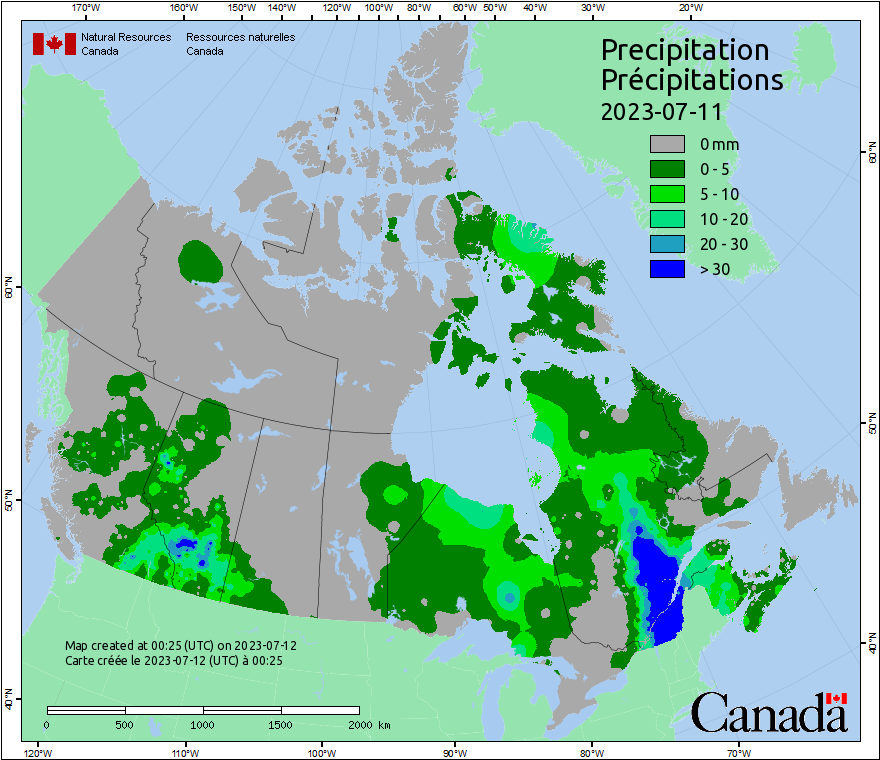 170°W 160°W 150°W 140°W 120°W 100°W 80°W 60°W 50°W 40°W 30°W 20°W
Natural Resources Ressources naturelles
Canada Canada
Precipitation
Précipitations
2023-07-11
0 mm
0 - 5
5 - 10
10 - 20
20 - 30
> 30
60°N
60°N
50°N
50°N
40°N
40°N
Map created at 00:25 (UTC) on 2023-07-12
Carte créée le 2023-07-12 (UTC) à 00:25
0 500 1000 1500 2000 km
Canada
120°W 110°W 100°W 90°W 80°W 70°W